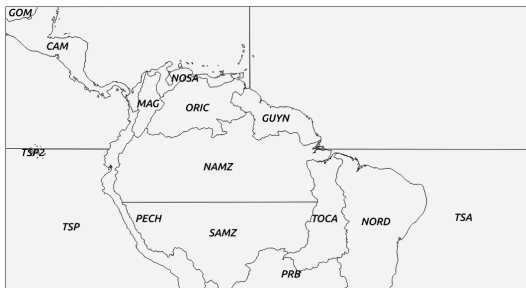 GOM
CAM
NOSA
MAG
ORIC
GUYN
TSP2
NAMZ
PECH
TOCA
NORD
TSA
TSP
SAMZ
PRB